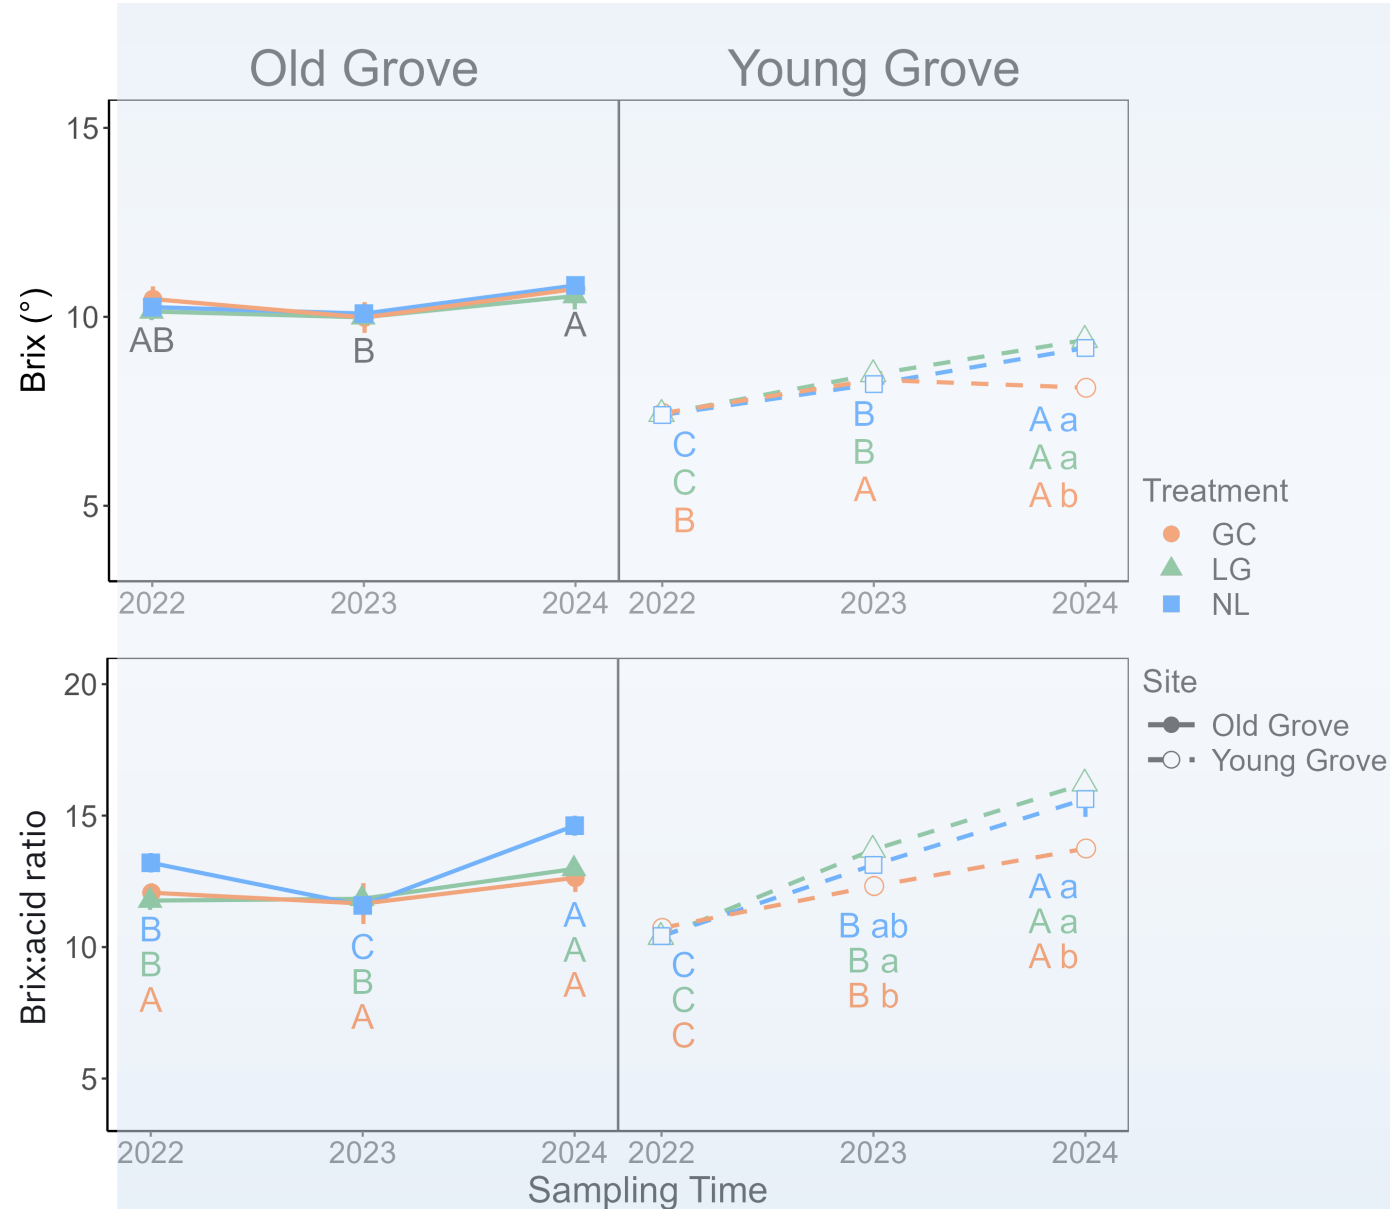 Old Grove
Young Grove
Brix (°)
15
10
5
AB
B
A
C
C
B
B
B
A
A a
A a
A b
2022
2023
2024
2022
2023
2024
Treatment
GC
LG
NL
Site
Old Grove
Young Grove
Brix:acid ratio
20
15
10
5
B
B
A
C
B
A
A
A
A
C
C
C
B ab
B a
B b
A a
A a
A b
2022
2023
2024
2022
2023
2024
Sampling Time